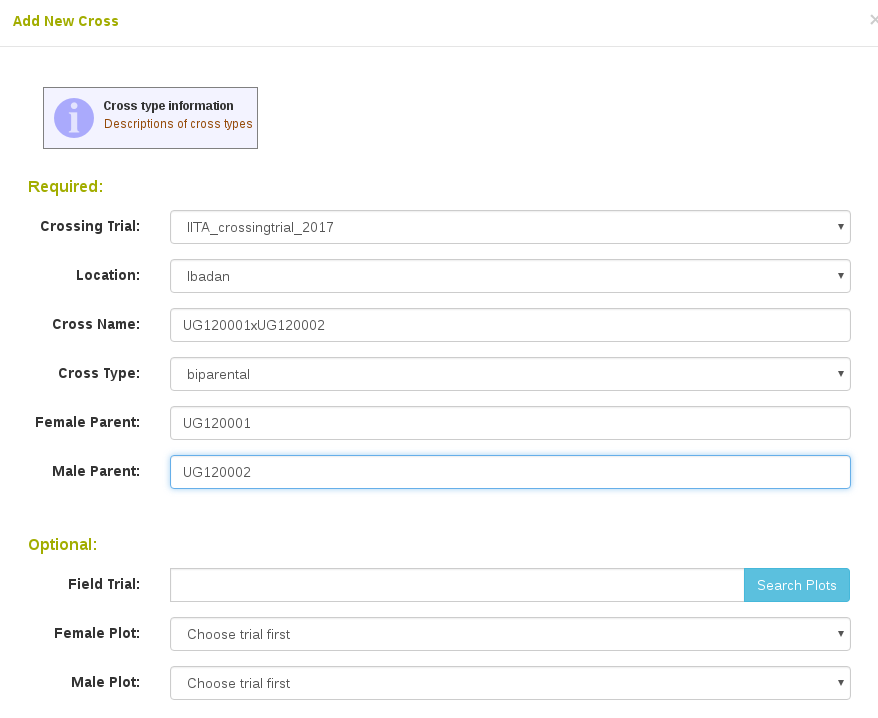 Add New Cross ×
Cross type information
Descriptions of cross types
Required:
Crossing Trial: IITA_crossingtrial_2017
Location: Ibadan
Cross Name: UG120001xUG120002
Cross Type: biparental
Female Parent: UG120001
Male Parent: UG120002
Optional:
Field Trial: Search Plots
Female Plot: Choose trial first
Male Plot: Choose trial first